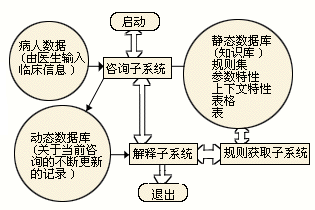 启动
病人数据
(由医生输入
临床信息)
咨询子系统
静态数据库
(知识库)
规则集
参数特性
上下文特性
表格
表
动态数据库
(关于当前咨
询的不断更新
的记录)
解释子系统
规则获取子系统
退出